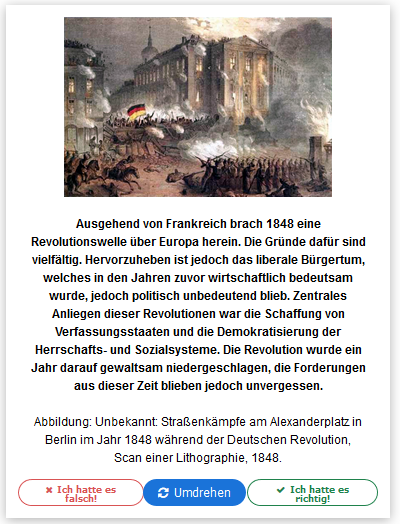 Ausgehend von Frankreich brach 1848 eine
Revolutionswelle über Europa herein. Die Gründe dafür sind
vielfältig. Hervorzuheben ist jedoch das liberale Bürgertum,
welches in den Jahren zuvor wirtschaftlich bedeutsam
wurde, jedoch politisch unbedeutend blieb. Zentrales
Anliegen dieser Revolutionen war die Schaffung von
Verfassungsstaaten und die Demokratisierung der
Herrschafts- und Sozialsysteme. Die Revolution wurde ein
Jahr darauf gewaltsam niedergeschlagen, die Forderungen
aus dieser Zeit blieben jedoch unvergessen.
Abbildung: Unbekannt: Straßenkämpfe am Alexanderplatz in
Berlin im Jahr 1848 während der Deutschen Revolution,
Scan einer Lithographie, 1848.
Ich hatte es
falsch!
Umdrehen
Ich hatte es
richtig!